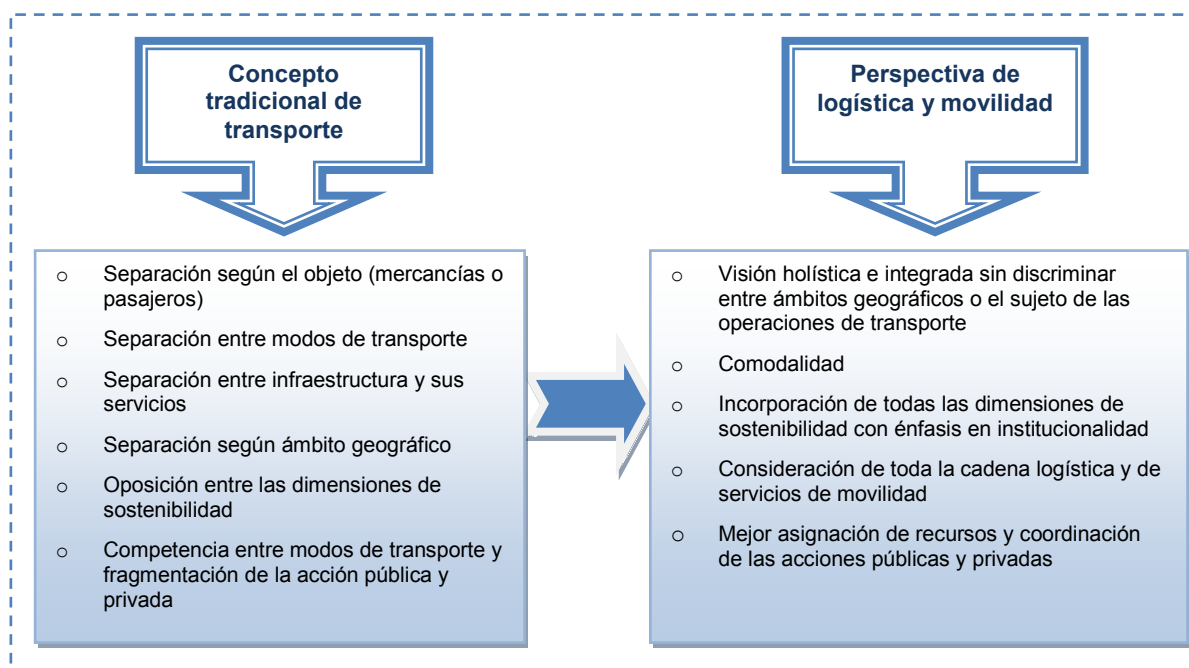 Concepto
tradicional de
transporte
Perspectiva de
logística y movilidad
o Separación según el objeto (mercancías o
pasajeros)
o Separación entre modos de transporte
o Separación entre infraestructura y sus
servicios
o Separación según ámbito geográfico
o Oposición entre las dimensiones de
sostenibilidad
o Competencia entre modos de transporte y
fragmentación de la acción pública y
privada
o Visión holística e integrada sin discriminar
entre ámbitos geográficos o el sujeto de las
operaciones de transporte
o Comodalidad
o Incorporación de todas las dimensiones de
sostenibilidad con énfasis en institucionalidad
o Consideración de toda la cadena logística y de
servicios de movilidad
o Mejor asignación de recursos y coordinación
de las acciones públicas y privadas